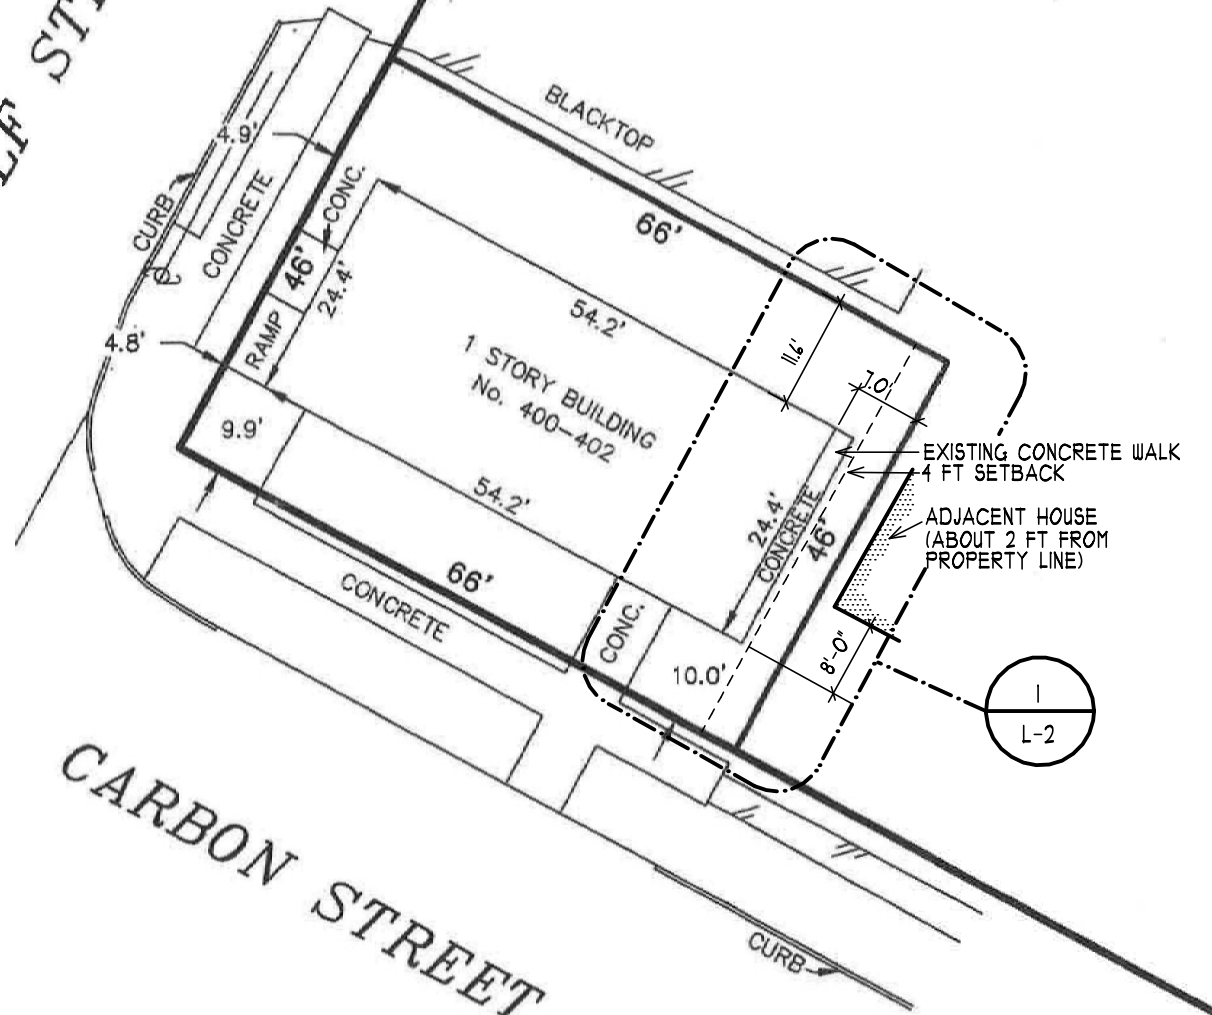 BLACKTOP
4.9'
CONC.
CURB
CONCRETE
66'
46'
24.4'
54.2'
11.6'
7.0'
4.8'
RAMP
1 STORY BUILDING
No. 400-402
9.9'
EXISTING CONCRETE WALK
4 FT SETBACK
54.2'
24.4'
CONCRETE
46'
ADJACENT HOUSE
(ABOUT 2 FT FROM
PROPERTY LINE)
66'
CONCRETE
CONC.
10.0'
8'-0"
1
L-2
CARBON STREET
CURB